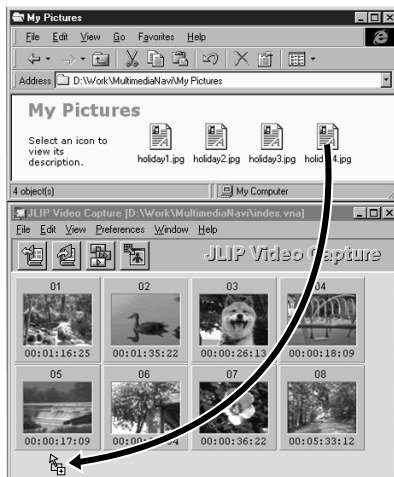 My Pictures
File Edit View Go Favorites Help
Address D:\Work\MultimediaNavi\My Pictures
My Pictures
Select an icon to
view its
description.
holiday1.jpg holiday2.jpg holiday3.jpg
4 object(s) My Computer
JLIP Video Capture [D:\Work\MultimediaNavi\index.vna]
File Edit View Preferences Window Help
JLIP Video Capture
01 02 03 04
00:01:16:25 00:01:35:22 00:00:26:13 00:00:18:09
05 06 07 08
00:00:17:09 00:00:36:22 00:05:33:12